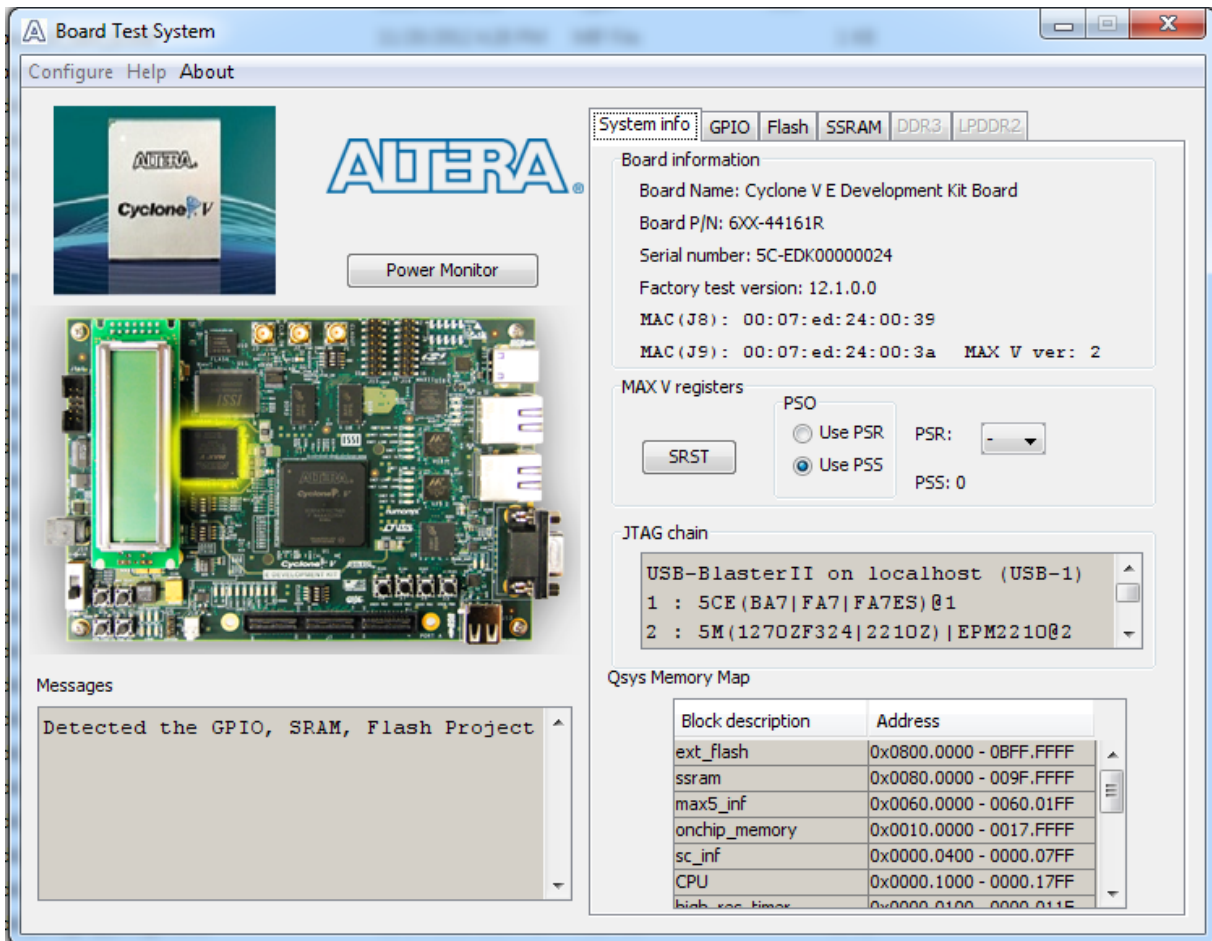 Board Test System
Configure Help About
ALTERA®
Cyclone V
ALTERA®
Power Monitor
System info GPIO Flash SSRAM DDR3 LPDDR2
Board information
Board Name: Cyclone V E Development Kit Board
Board P/N: 6XX-44161R
Serial number: 5C-EDK00000024
Factory test version: 12.1.0.0
MAC(J8): 00:07:ed:24:00:39
MAC(J9): 00:07:ed:24:00:3a MAX V ver: 2
MAX V registers
SRST
PSO
Use PSR
Use PSS
PSR: -
PSS: 0
JTAG chain
USB-BlasterII on localhost (USB-1)
1 : 5CE(BA7|FA7|FA7ES)@1
2 : 5M(1270ZF324|2210Z)|EPM2210@2
ISSI
ALTERA
Cyclone V
Cyclone V
E DEVELOPMENT KIT
Messages
Detected the GPIO, SRAM, Flash Project
Qsys Memory Map
Block description Address
ext_flash 0x0800.0000 - 0BFF.FFFF
ssram 0x0080.0000 - 009F.FFFF
max5_inf 0x0060.0000 - 0060.01FF
onchip_memory 0x0010.0000 - 0017.FFFF
sc_inf 0x0000.0400 - 0000.07FF
CPU 0x0000.1000 - 0000.17FF